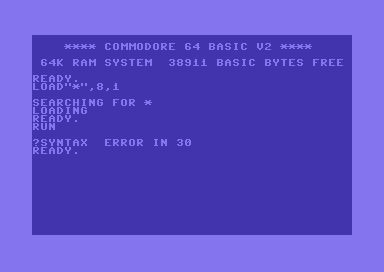 **** COMMODORE 64 BASIC V2 ****
64K RAM SYSTEM  38911 BASIC BYTES FREE
READY.
LOAD"*",8,1
SEARCHING FOR *
LOADING
READY.
RUN
?SYNTAX  ERROR IN 30
READY.